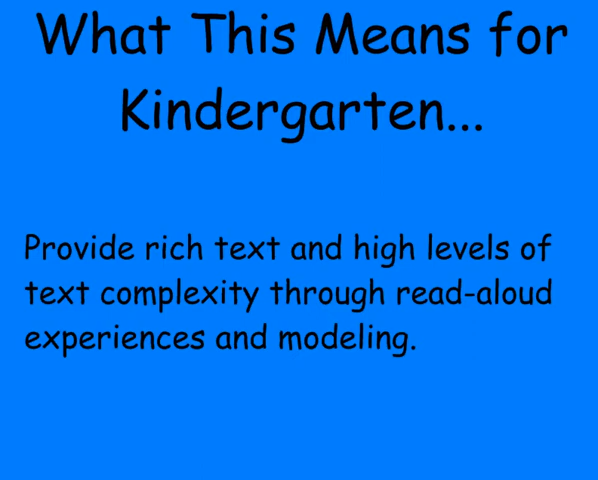 What This Means for
Kindergarten...
Provide rich text and high levels of
text complexity through read-aloud
experiences and modeling.